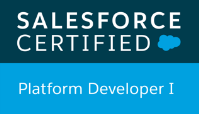 SALESFORCE
CERTIFIED
Platform Developer I